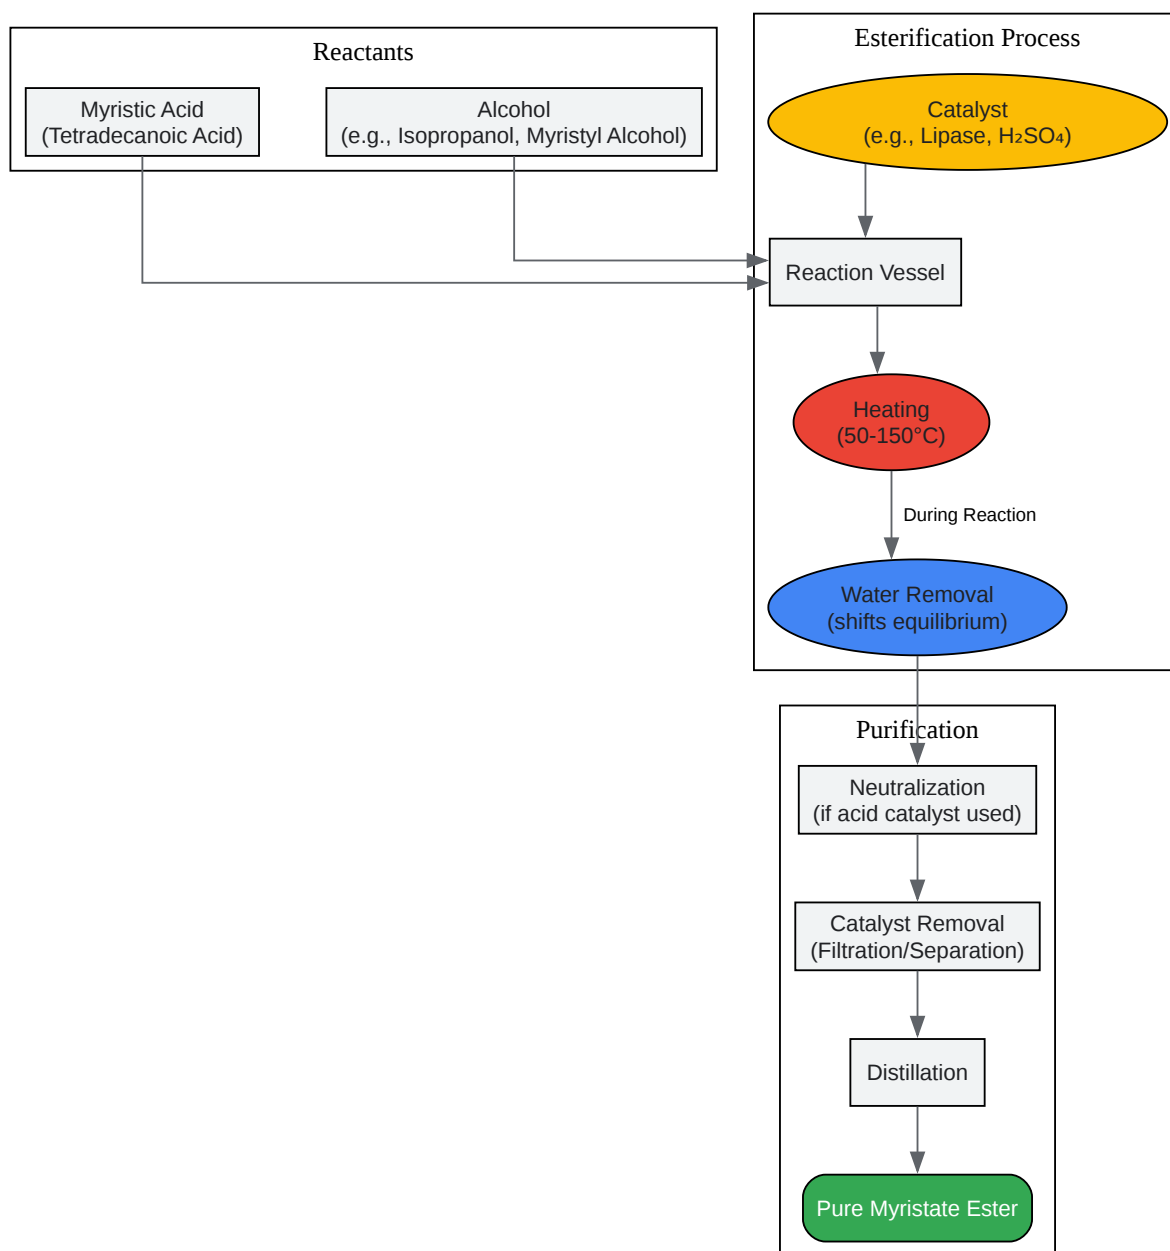 Reactants
Myristic Acid
(Tetradecanoic Acid)
Alcohol
(e.g., Isopropanol, Myristyl Alcohol)
Esterification Process
Catalyst
(e.g., Lipase, H₂SO₄)
Reaction Vessel
Heating
(50-150°C)
During Reaction
Water Removal
(shifts equilibrium)
Purification
Neutralization
(if acid catalyst used)
Catalyst Removal
(Filtration/Separation)
Distillation
Pure Myristate Ester